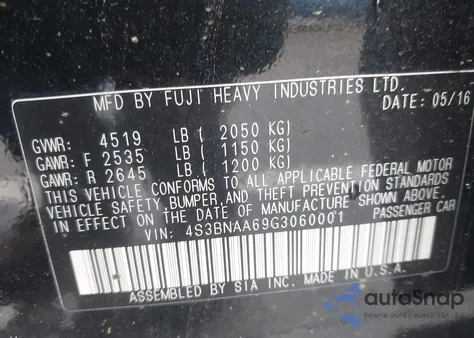 MFD BY FUJI HEAVY INDUSTRIES LTD.
DATE: 05/16
GVWR: 4519 LB ( 2050 KG)
GAWR: F 2535 LB ( 1150 KG)
GAWR: R 2645 LB ( 1200 KG)
THIS VEHICLE CONFORMS TO ALL APPLICABLE FEDERAL MOTOR
VEHICLE SAFETY, BUMPER, AND THEFT PREVENTION STANDARDS
IN EFFECT ON THE DATE OF MANUFACTURE SHOWN ABOVE.
VIN: 4S3BNAA69G3060001 PASSENGER CAR
ASSEMBLED BY SIA INC. MADE IN U.S.A.
autoSnap